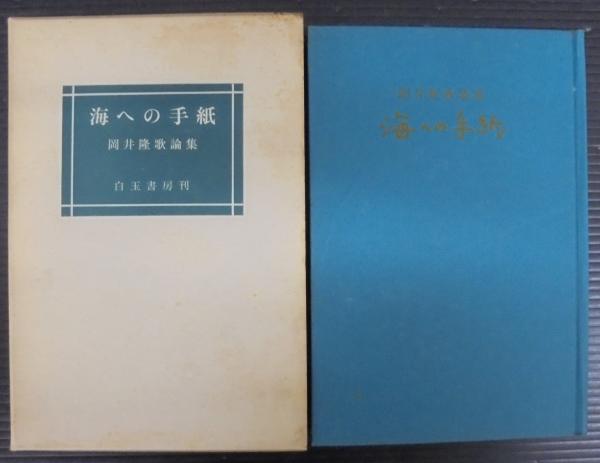 海への手紙
岡井隆歌論集
白玉書房刊
岡井隆歌論集
海への手紙